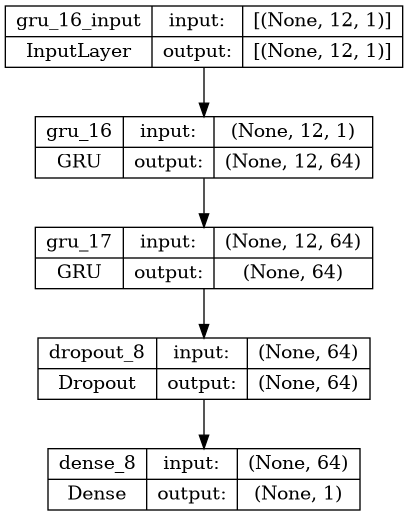 gru_16_input input: [(None, 12, 1)]
InputLayer output: [(None, 12, 1)]
gru_16 input: (None, 12, 1)
GRU output: (None, 12, 64)
gru_17 input: (None, 12, 64)
GRU output: (None, 64)
dropout_8 input: (None, 64)
Dropout output: (None, 64)
dense_8 input: (None, 64)
Dense output: (None, 1)